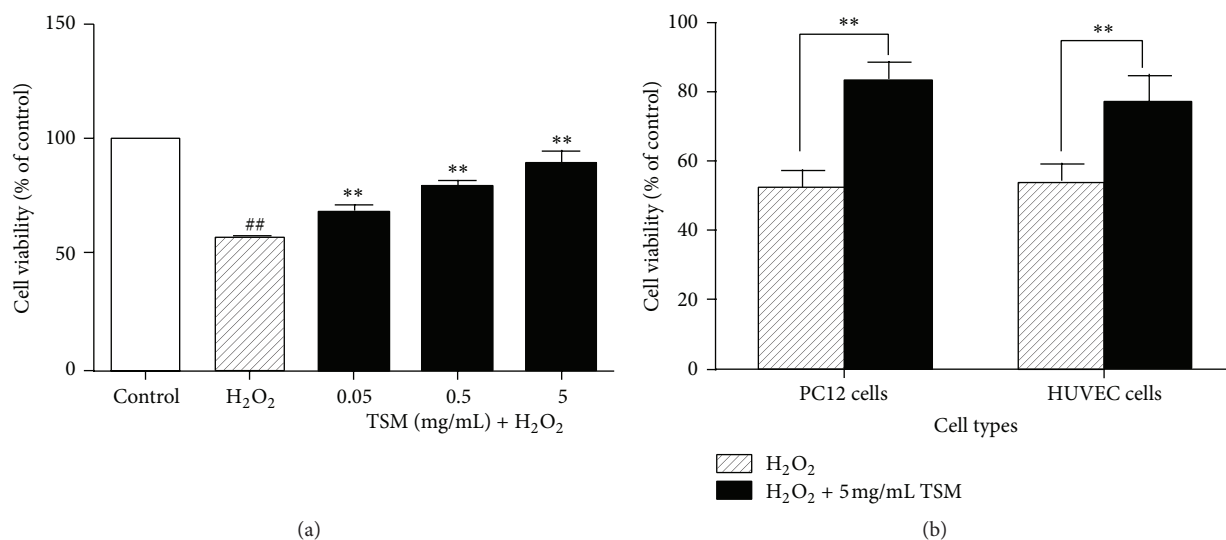 150
100
50
0
Cell viability (% of control)
##
**
**
**
Control
H₂O₂
0.05
0.5
5
TSM (mg/mL) + H₂O₂
(a)
100
80
60
40
20
0
Cell viability (% of control)
**
**
PC12 cells
HUVEC cells
Cell types
H₂O₂
H₂O₂ + 5 mg/mL TSM
(b)